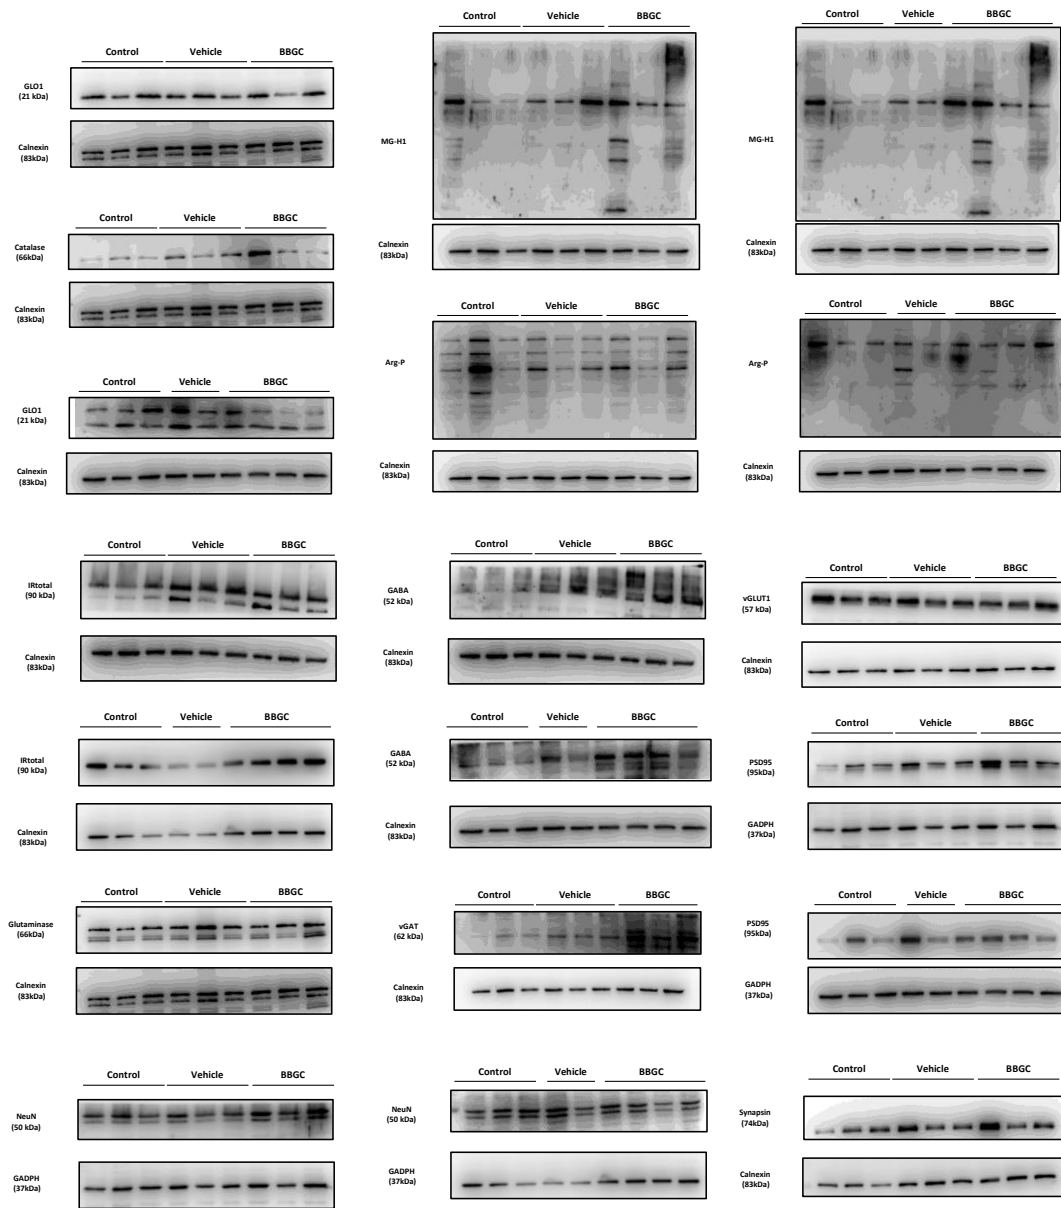 Control Vehicle BBGC
GLO1
(21 kDa)
Calnexin
(83kDa)
Control Vehicle BBGC
Catalase
(66kDa)
Calnexin
(83kDa)
Control Vehicle BBGC
GLO1
(21 kDa)
Calnexin
(83kDa)
Control Vehicle BBGC
MG-H1
Calnexin
(83kDa)
Arg-P
Calnexin
(83kDa)
Control Vehicle BBGC
MG-H1
Calnexin
(83kDa)
Control Vehicle BBGC
Arg-P
Calnexin
(83kDa)
Control Vehicle BBGC
IRtotal
(90 kDa)
Calnexin
(83kDa)
Control Vehicle BBGC
GABA
(52 kDa)
Calnexin
(83kDa)
Control Vehicle BBGC
vGLUT1
(57 kDa)
Calnexin
(83kDa)
Control Vehicle BBGC
IRtotal
(90 kDa)
Calnexin
(83kDa)
Control Vehicle BBGC
GABA
(52 kDa)
Calnexin
(83kDa)
Control Vehicle BBGC
PSD95
(95kDa)
GADPH
(37kDa)
Control Vehicle BBGC
Glutaminase
(66kDa)
Calnexin
(83kDa)
Control Vehicle BBGC
vGAT
(62 kDa)
Calnexin
(83kDa)
Control Vehicle BBGC
PSD95
(95kDa)
GADPH
(37kDa)
Control Vehicle BBGC
NeuN
(50 kDa)
GADPH
(37kDa)
Control Vehicle BBGC
NeuN
(50 kDa)
GADPH
(37kDa)
Control Vehicle BBGC
Synapsin
(74kDa)
Calnexin
(83kDa)